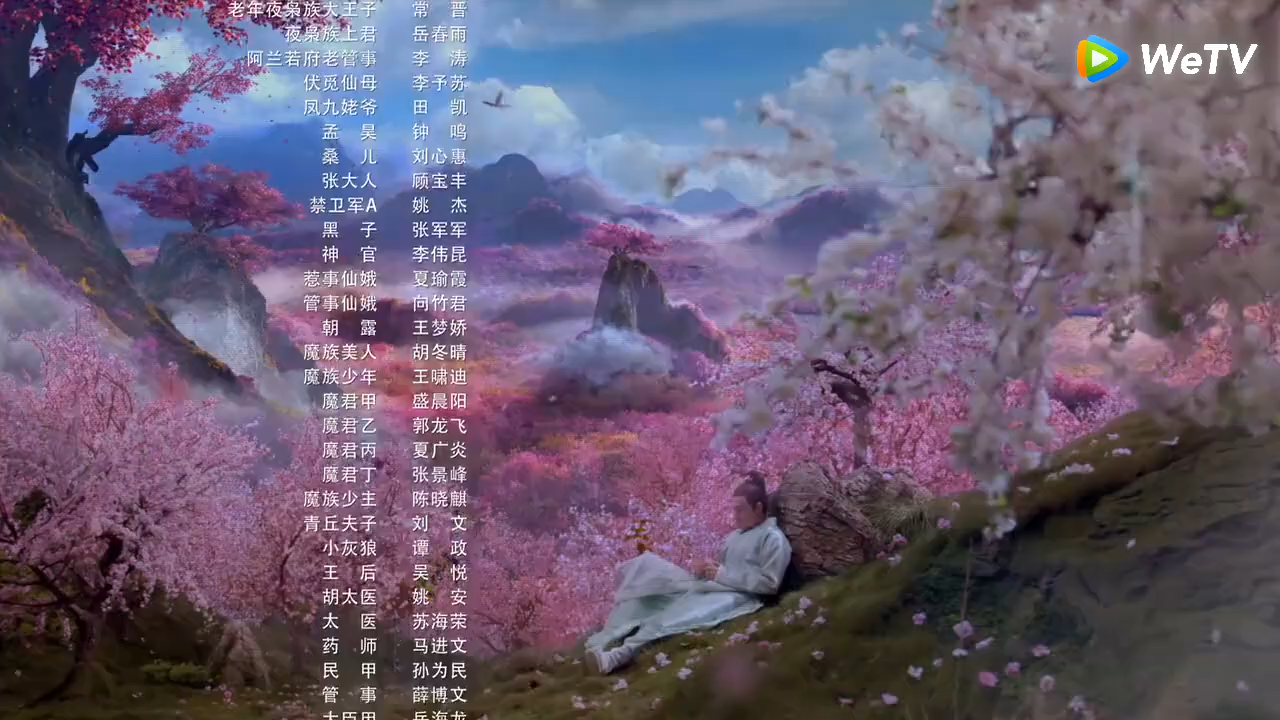 老年夜枭族大王子 常晋
夜枭族上君 岳春雨
阿兰若府老管事 李涛
伏觅仙母 李予苏
凤九姥爷 田凯
孟昊 钟鸣
桑儿 刘心惠
张大人 顾宝丰
禁卫军A 姚杰
黑子 张军军
神官 李伟昆
惹事仙娥 夏瑜霞
管事仙娥 向竹君
朝露 王梦娇
魔族美人 胡冬晴
魔族少年 王啸迪
魔君甲 盛晨阳
魔君乙 郭龙飞
魔君丙 夏广炎
魔君丁 张景峰
魔族少主 陈晓麒
青丘夫子 刘文
小灰狼 谭政
王后 吴悦
胡太医 姚安
太医 苏海荣
药师 马进文
民甲 孙为民
管事 薛博文
大臣甲 岳海龙
WeTV